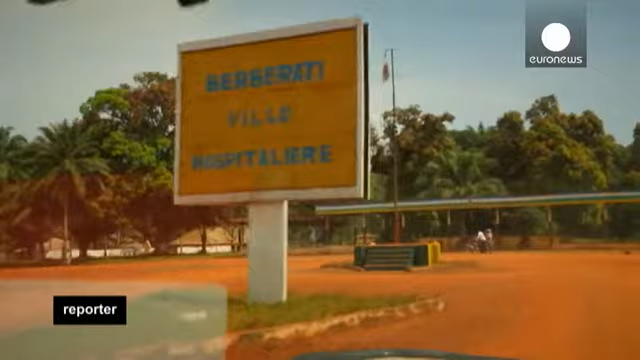 euronews
BERBERATI
VILLE
HOSPITALIERE
reporter